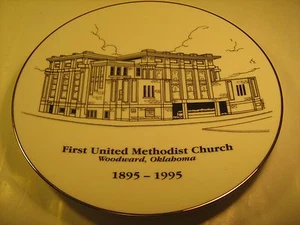 First United Methodist Church
Woodward, Oklahoma
1895 - 1995